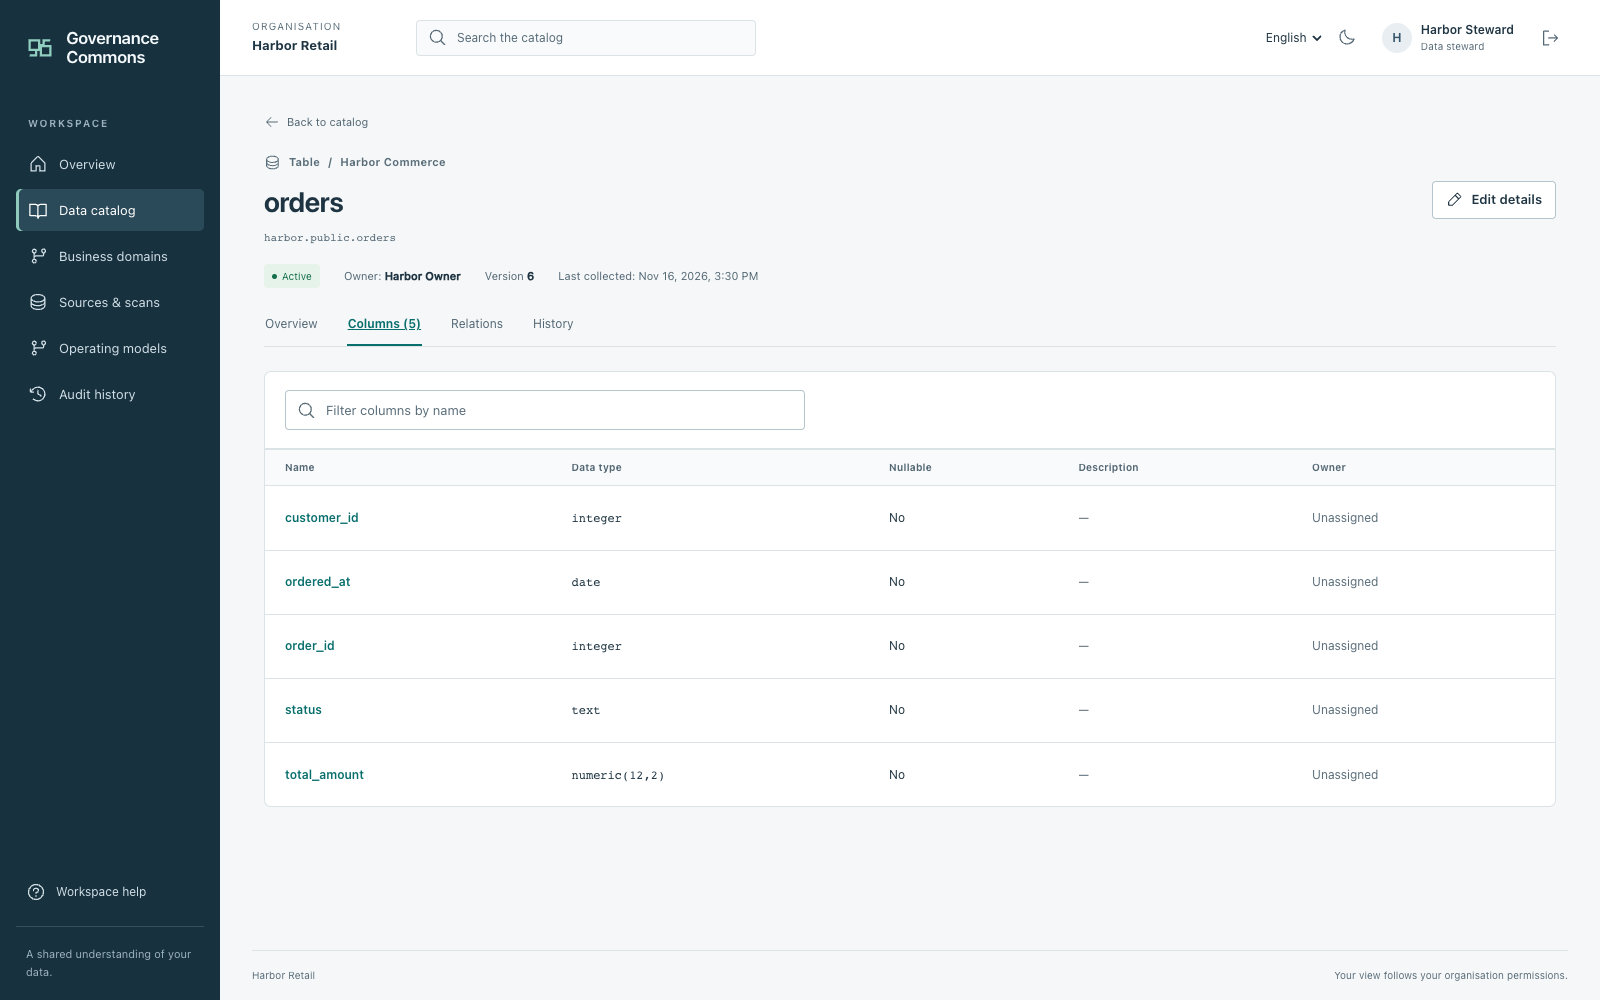 Governance
Commons
WORKSPACE
Overview
Data catalog
Business domains
Sources & scans
Operating models
Audit history
Workspace help
A shared understanding of your
data.
ORGANISATION
Harbor Retail
Search the catalog
English
H
Harbor Steward
Data steward
Back to catalog
Table / Harbor Commerce
orders
Edit details
harbor.public.orders
Active Owner: Harbor Owner Version 6 Last collected: Nov 16, 2026, 3:30 PM
Overview Columns (5) Relations History
Filter columns by name
Name Data type Nullable Description Owner
customer_id integer No — Unassigned
ordered_at date No — Unassigned
order_id integer No — Unassigned
status text No — Unassigned
total_amount numeric(12,2) No — Unassigned
Harbor Retail Your view follows your organisation permissions.